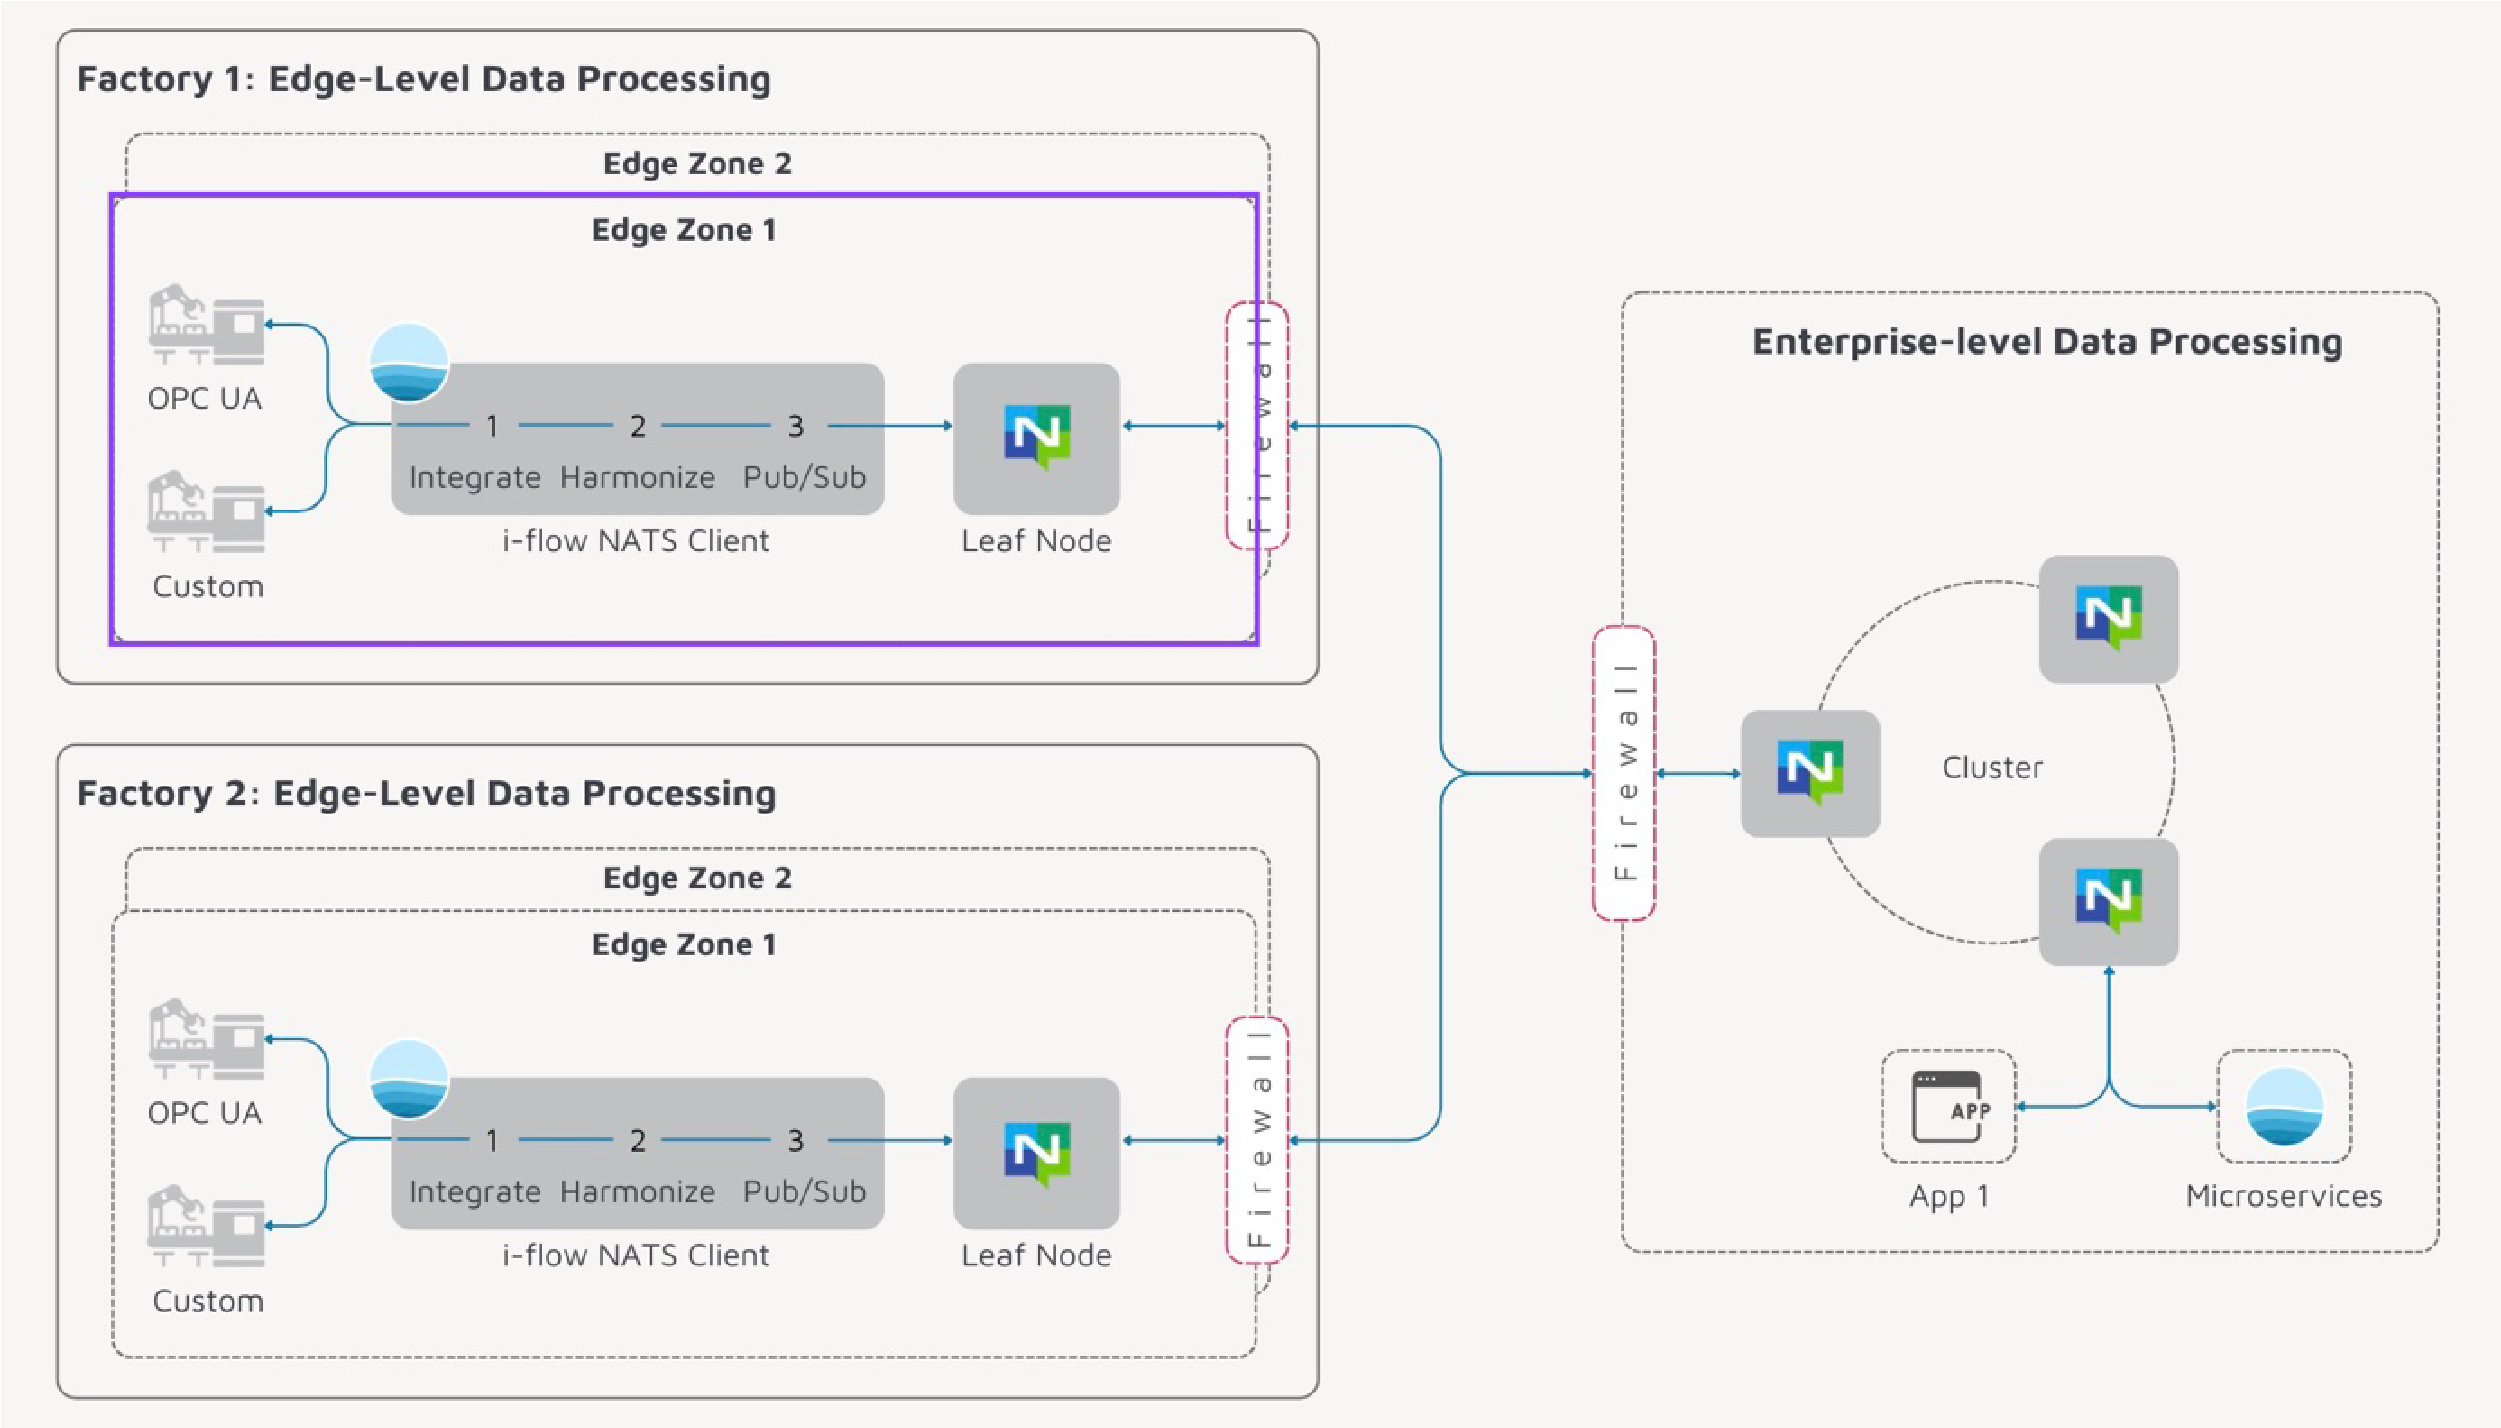 Factory 1: Edge-Level Data Processing
Edge Zone 2
Edge Zone 1
OPC UA
Custom
1 2 3
Integrate Harmonize Pub/Sub
i-flow NATS Client
N
Leaf Node
Firewall
Factory 2: Edge-Level Data Processing
Edge Zone 2
Edge Zone 1
OPC UA
Custom
1 2 3
Integrate Harmonize Pub/Sub
i-flow NATS Client
N
Leaf Node
Firewall
Firewall
Enterprise-level Data Processing
N
N
Cluster
N
APP
App 1
Microservices